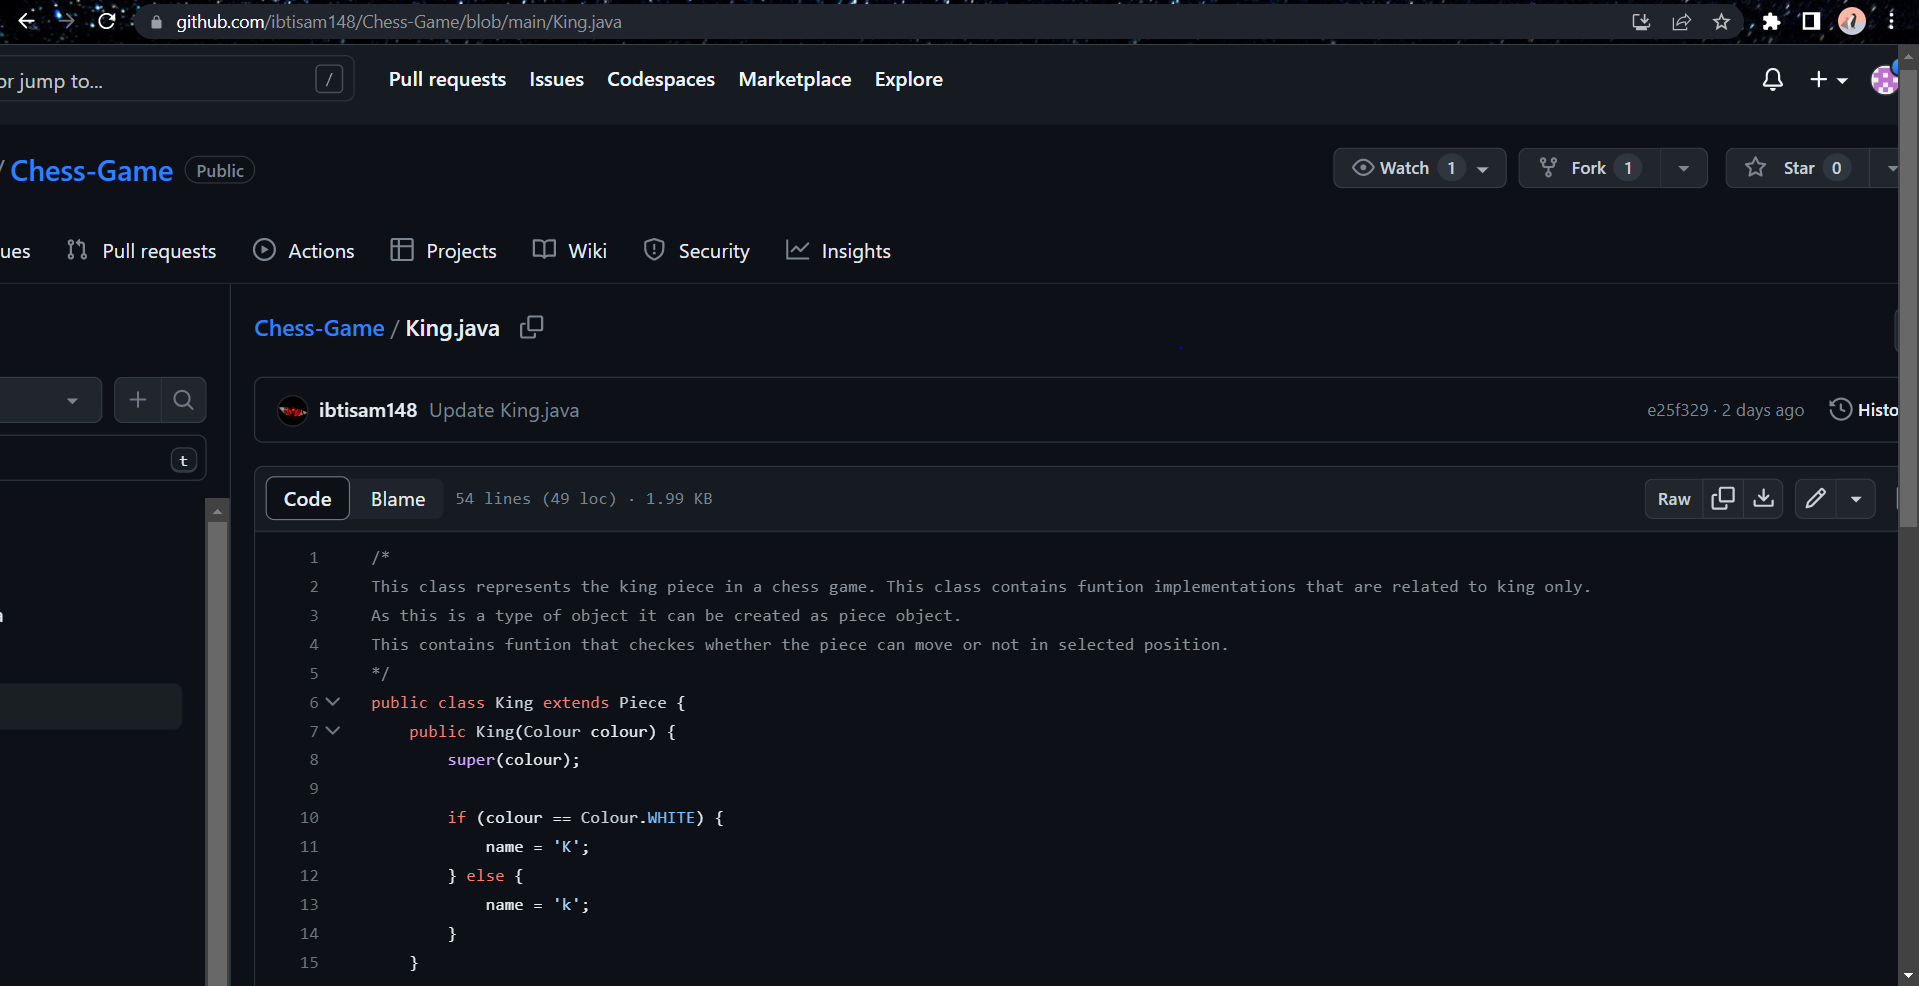 github.com/ibtisam148/Chess-Game/blob/main/King.java
or jump to... / Pull requests Issues Codespaces Marketplace Explore
/ Chess-Game Public Watch 1 Fork 1 Star 0
ues Pull requests Actions Projects Wiki Security Insights
Chess-Game / King.java
ibtisam148 Update King.java e25f329 · 2 days ago Histo
t
Code Blame 54 lines (49 loc) · 1.99 KB Raw
1 /*
2 This class represents the king piece in a chess game. This class contains funtion implementations that are related to king only.
3 As this is a type of object it can be created as piece object.
4 This contains funtion that checkes whether the piece can move or not in selected position.
5 */
6 public class King extends Piece {
7 public King(Colour colour) {
8 super(colour);
9
10 if (colour == Colour.WHITE) {
11 name = 'K';
12 } else {
13 name = 'k';
14 }
15 }